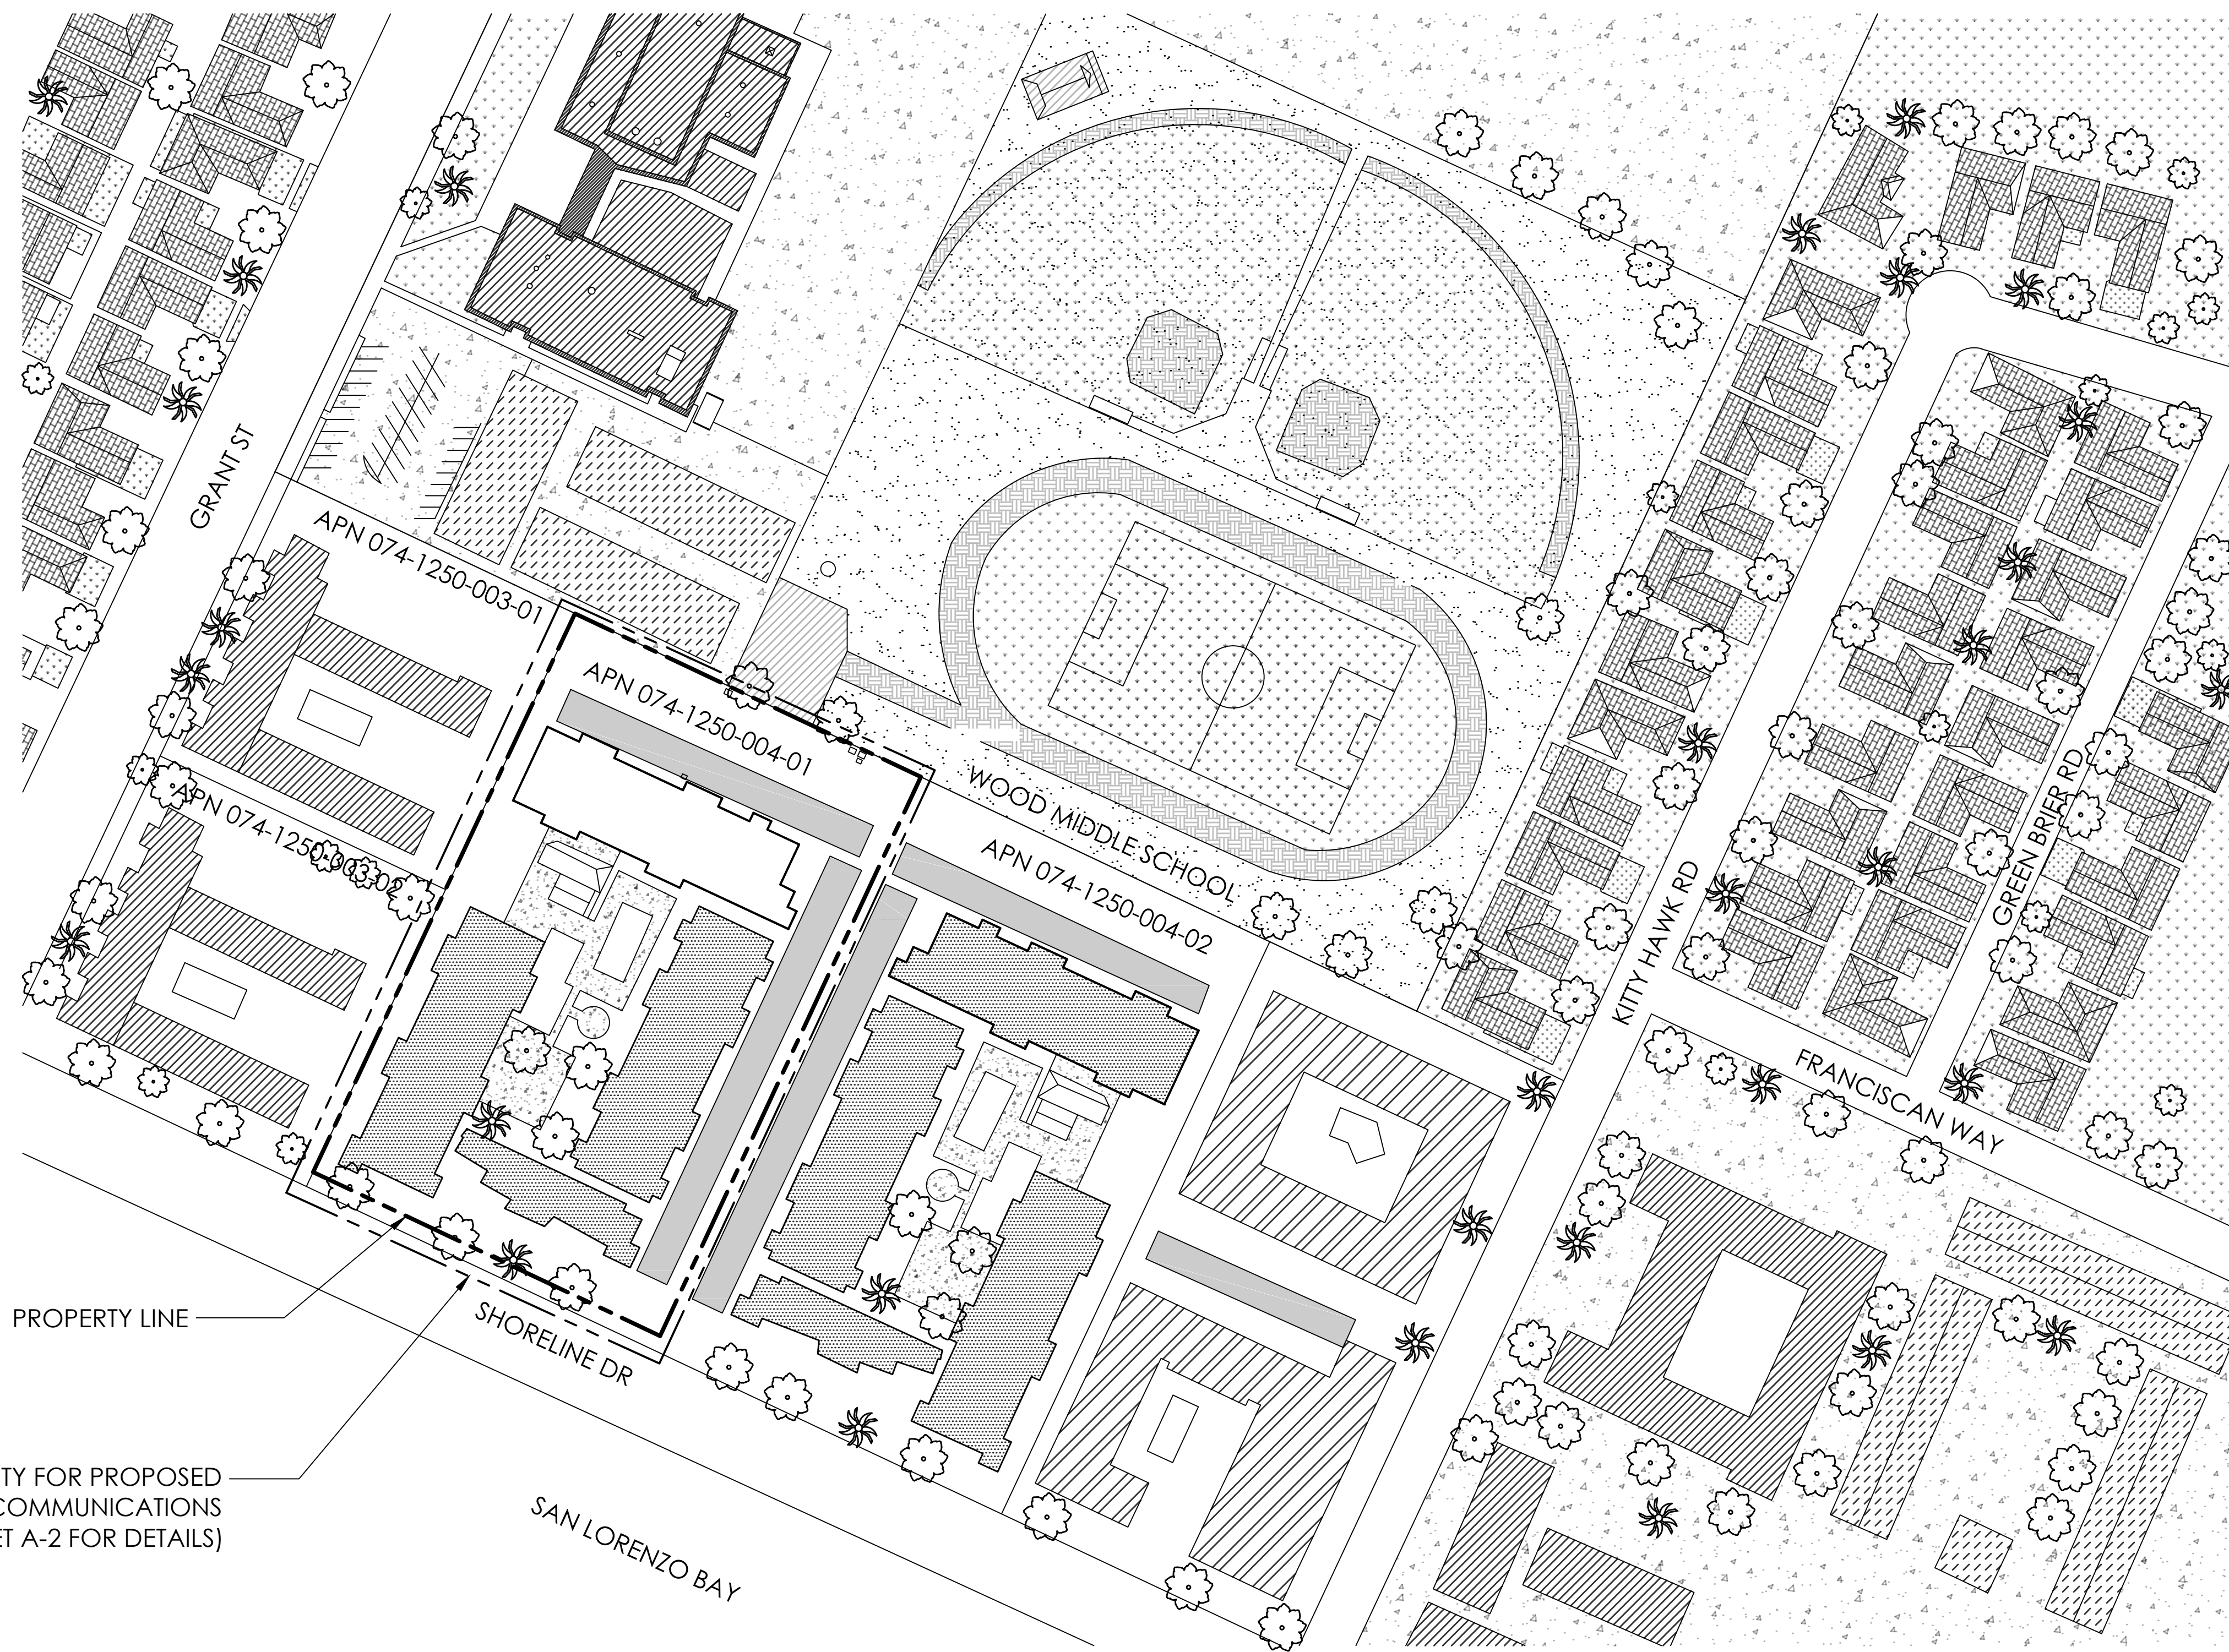 GRANT ST
APN 074-1250-003-01
APN 074-1250-004-01
APN 074-1250-003-02
WOOD MIDDLE SCHOOL
APN 074-1250-004-02
KITTY HAWK RD
GREEN BRIER RD
FRANCISCAN WAY
PROPERTY LINE
SHORELINE DR
TY FOR PROPOSED
COMMUNICATIONS
ET A-2 FOR DETAILS)
SAN LORENZO BAY